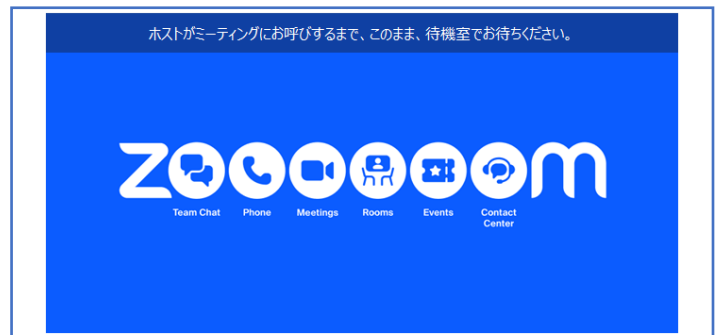 ホストがミーティングにお呼びするまで、このまま、待機室でお待ちください。
zoooooom
Team Chat Phone Meetings Rooms Events Contact Center